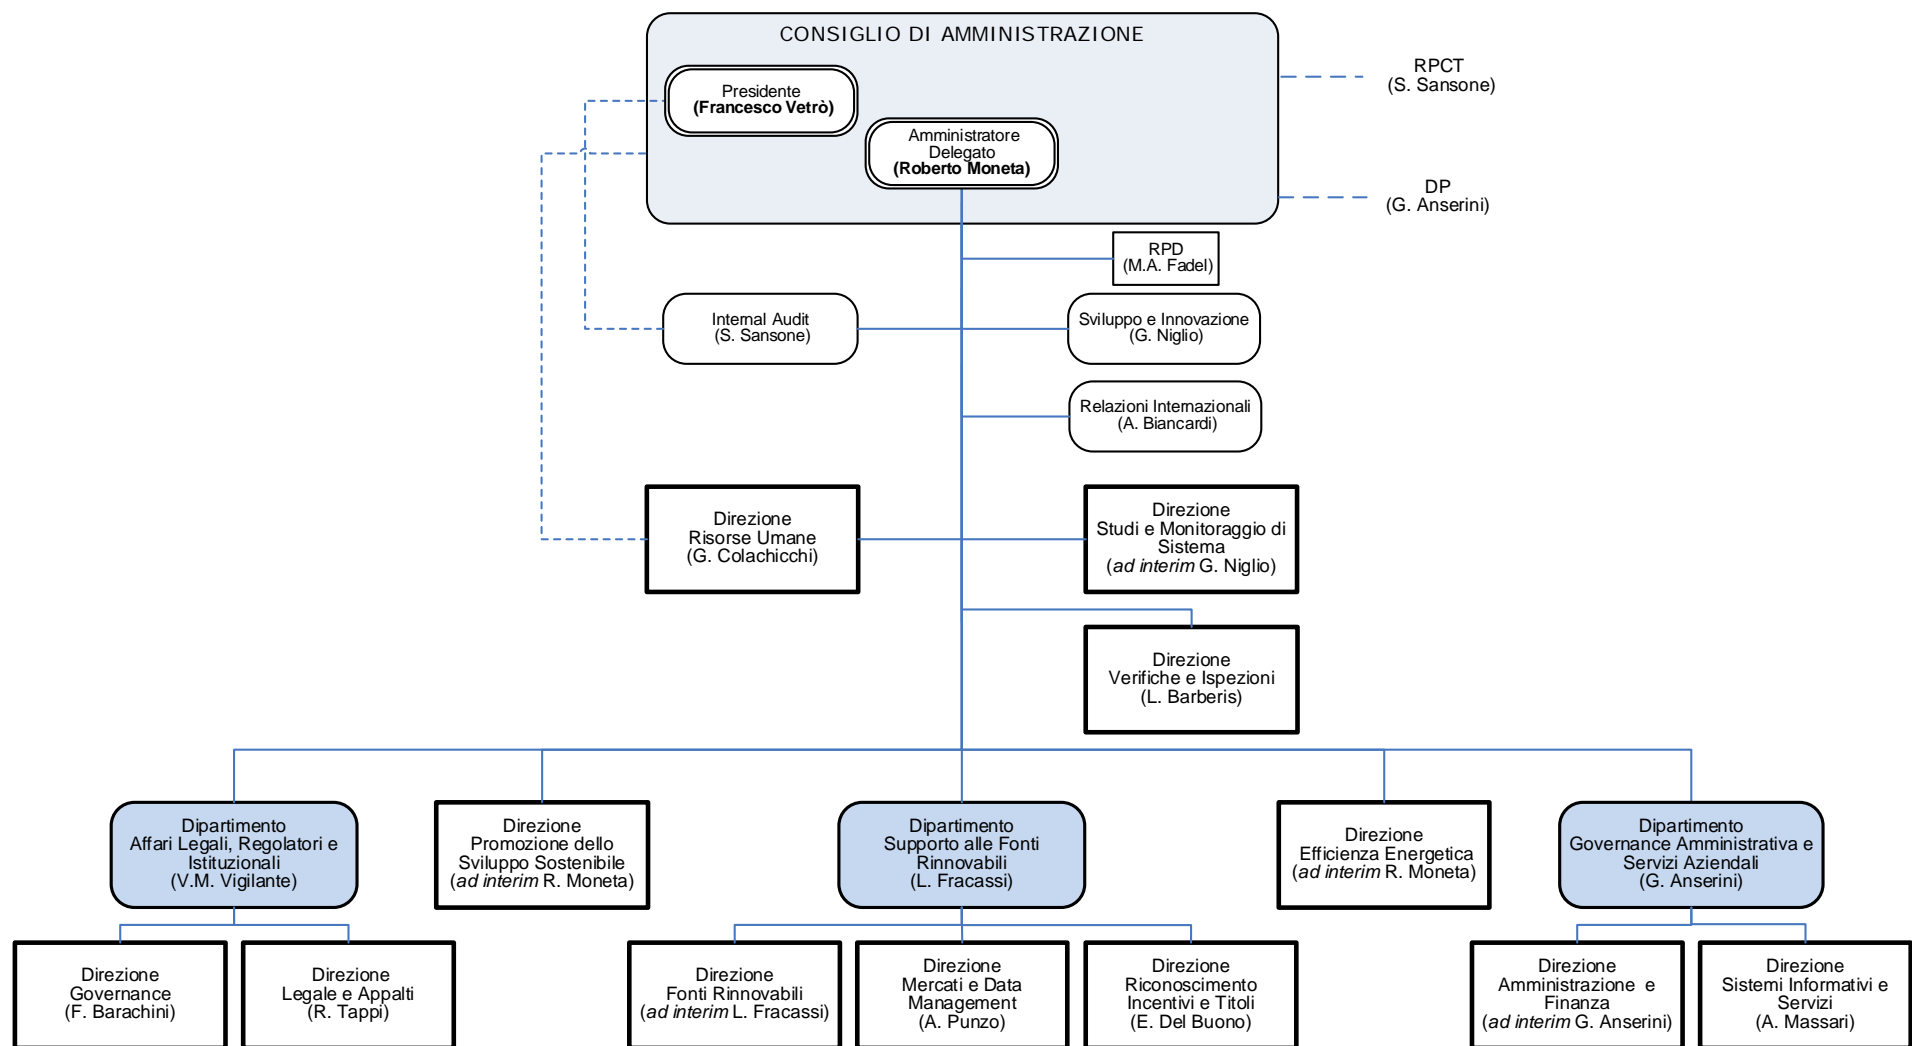 CONSIGLIO DI AMMINISTRAZIONE
Presidente
(Francesco Vetrò)
Amministratore
Delegato
(Roberto Moneta)
RPCT
(S. Sansone)
DP
(G. Anserini)
RPD
(M.A. Fadel)
Internal Audit
(S. Sansone)
Sviluppo e Innovazione
(G. Niglio)
Relazioni Internazionali
(A. Biancardi)
Direzione
Risorse Umane
(G. Colachicchi)
Direzione
Studi e Monitoraggio di
Sistema
(ad interim G. Niglio)
Direzione
Verifiche e Ispezioni
(L. Barberis)
Dipartimento
Affari Legali, Regolatori e
Istituzionali
(V.M. Vigilante)
Direzione
Promozione dello
Sviluppo Sostenibile
(ad interim R. Moneta)
Dipartimento
Supporto alle Fonti
Rinnovabili
(L. Fracassi)
Direzione
Efficienza Energetica
(ad interim R. Moneta)
Dipartimento
Governance Amministrativa e
Servizi Aziendali
(G. Anserini)
Direzione
Governance
(F. Barachini)
Direzione
Legale e Appalti
(R. Tappi)
Direzione
Fonti Rinnovabili
(ad interim L. Fracassi)
Direzione
Mercati e Data
Management
(A. Punzo)
Direzione
Riconoscimento
Incentivi e Titoli
(E. Del Buono)
Direzione
Amministrazione e
Finanza
(ad interim G. Anserini)
Direzione
Sistemi Informativi e
Servizi
(A. Massari)